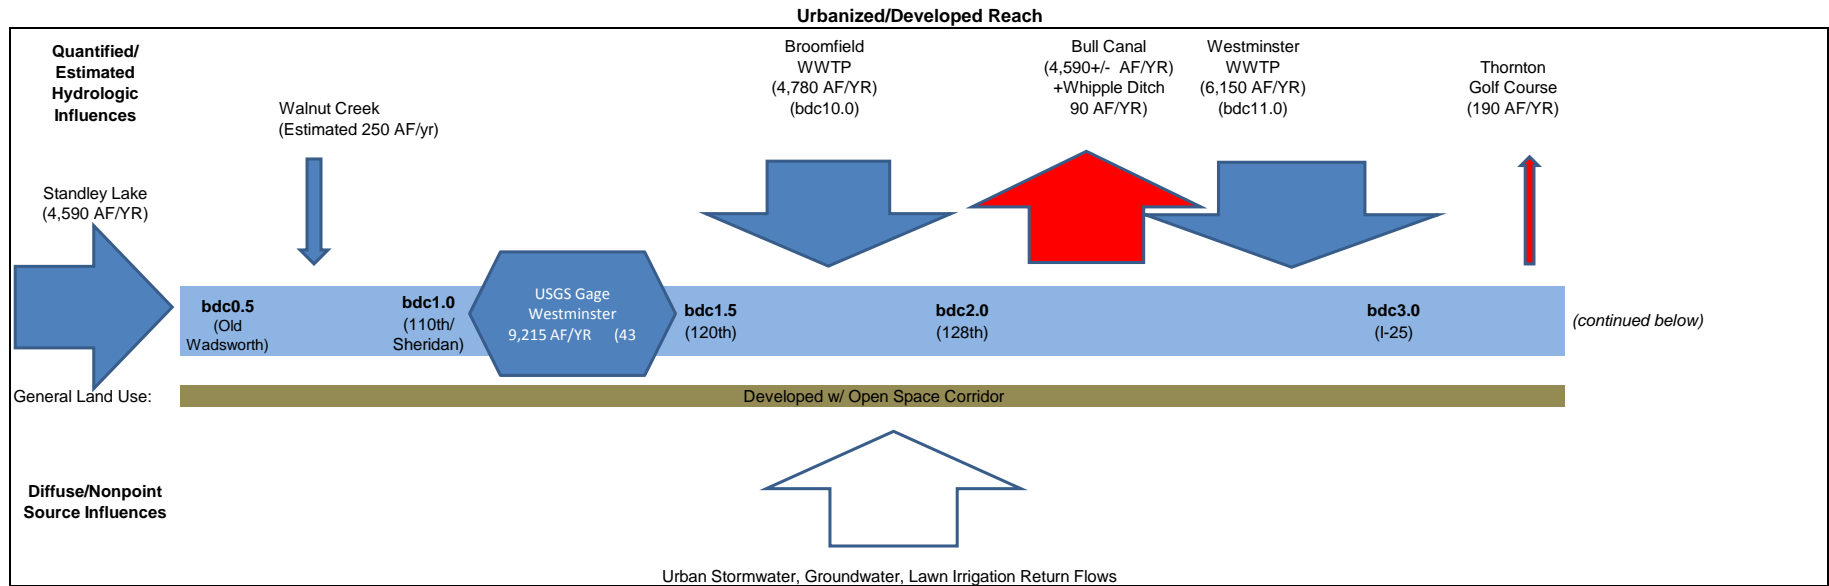 Urbanized/Developed Reach
Quantified/
Estimated
Hydrologic
Influences
Walnut Creek
(Estimated 250 AF/yr)
Broomfield
WWTP
(4,780 AF/YR)
(bdc10.0)
Bull Canal
(4,590+/-  AF/YR)
+Whipple Ditch
90 AF/YR)
Westminster
WWTP
(6,150 AF/YR)
(bdc11.0)
Thornton
Golf Course
(190 AF/YR)
Standley Lake
(4,590 AF/YR)
bdc0.5
(Old
Wadsworth)
bdc1.0
(110th/
Sheridan)
USGS Gage
Westminster
9,215 AF/YR (43
bdc1.5
(120th)
bdc2.0
(128th)
bdc3.0
(I-25)
(continued below)
General Land Use:
Developed w/ Open Space Corridor
Diffuse/Nonpoint
Source Influences
Urban Stormwater, Groundwater, Lawn Irrigation Return Flows